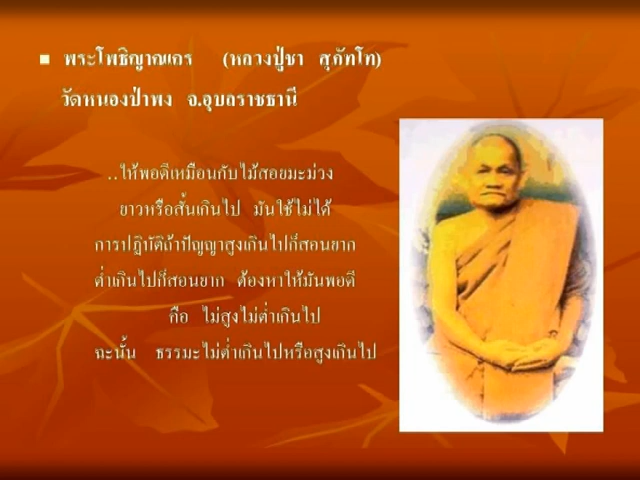 พระโพธิญาณเถร (หลวงปู่ชา สุภัทโท)
วัดหนองป่าพง จ.อุบลราชธานี
..ให้พอดีเหมือนกับไม้สอยมะม่วง
ยาวหรือสั้นเกินไป มันใช้ไม่ได้
การปฏิบัติถ้าปัญญาสูงเกินไปก็สอนยาก
ต่ำเกินไปก็สอนยาก ต้องหาให้มันพอดี
คือ ไม่สูงไม่ต่ำเกินไป
ฉะนั้น ธรรมะไม่ต่ำเกินไปหรือสูงเกินไป